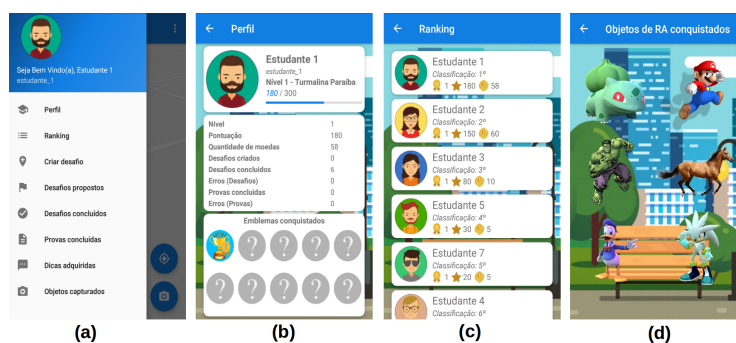 Seja Bem Vindo(a), Estudante 1
estudante_1
Perfil
Ranking
Criar desafio
Desafios propostos
Desafios concluídos
Provas concluídas
Dicas adquiridas
Objetos capturados
(a)
Perfil
Estudante 1
estudante_1
Nível 1 - Turmalina Paraíba
180 / 300
Nível 1
Pontuação 180
Quantidade de moedas 58
Desafios criados 0
Desafios concluídos 6
Erros (Desafios) 0
Provas concluídas 0
Erros (Provas) 0
Emblemas conquistados
? ? ? ?
? ? ? ? ?
(b)
Ranking
Estudante 1
Classificação: 1º
1 180 58
Estudante 2
Classificação: 2º
1 150 60
Estudante 3
Classificação: 3º
1 80 10
Estudante 5
Classificação: 4º
1 30 5
Estudante 7
Classificação: 5º
1 20 5
Estudante 4
Classificação: 6º
(c)
Objetos de RA conquistados
(d)